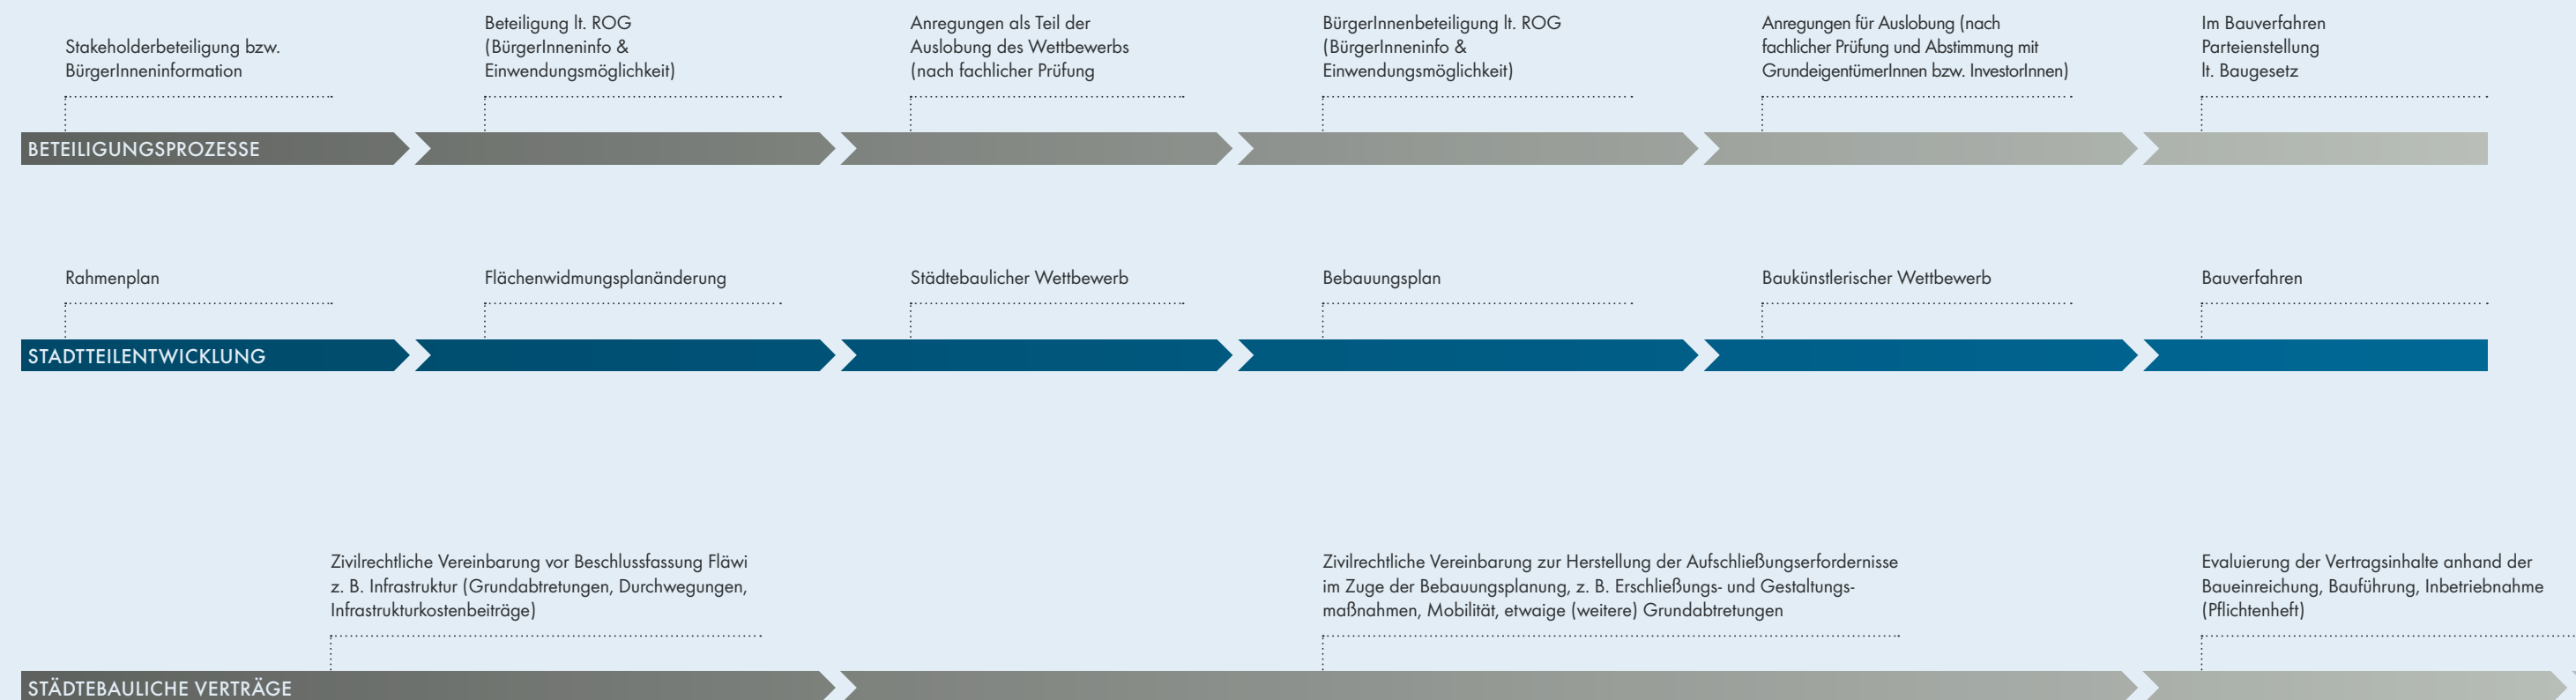 Stakeholderbeteiligung bzw.
BürgerInneninformation
Beteiligung lt. ROG
(BürgerInneninfo &
Einwendungsmöglichkeit)
Anregungen als Teil der
Auslobung des Wettbewerbs
(nach fachlicher Prüfung
BürgerInnenbeteiligung lt. ROG
(BürgerInneninfo &
Einwendungsmöglichkeit)
Anregungen für Auslobung (nach
fachlicher Prüfung und Abstimmung mit
GrundeigentümerInnen bzw. InvestorInnen)
Im Bauverfahren
Parteienstellung
lt. Baugesetz
BETEILIGUNGSPROZESSE
Rahmenplan
Flächenwidmungsplanänderung
Städtebaulicher Wettbewerb
Bebauungsplan
Baukünstlerischer Wettbewerb
Bauverfahren
STADTTEILENTWICKLUNG
Zivilrechtliche Vereinbarung vor Beschlussfassung Fläwi
z. B. Infrastruktur (Grundabtretungen, Durchwegungen,
Infrastrukturkostenbeiträge)
Zivilrechtliche Vereinbarung zur Herstellung der Aufschließungserfordernisse
im Zuge der Bebauungsplanung, z. B. Erschließungs- und Gestaltungs-
maßnahmen, Mobilität, etwaige (weitere) Grundabtretungen
Evaluierung der Vertragsinhalte anhand der
Baueinreichung, Bauführung, Inbetriebnahme
(Pflichtenheft)
STÄDTEBAULICHE VERTRÄGE